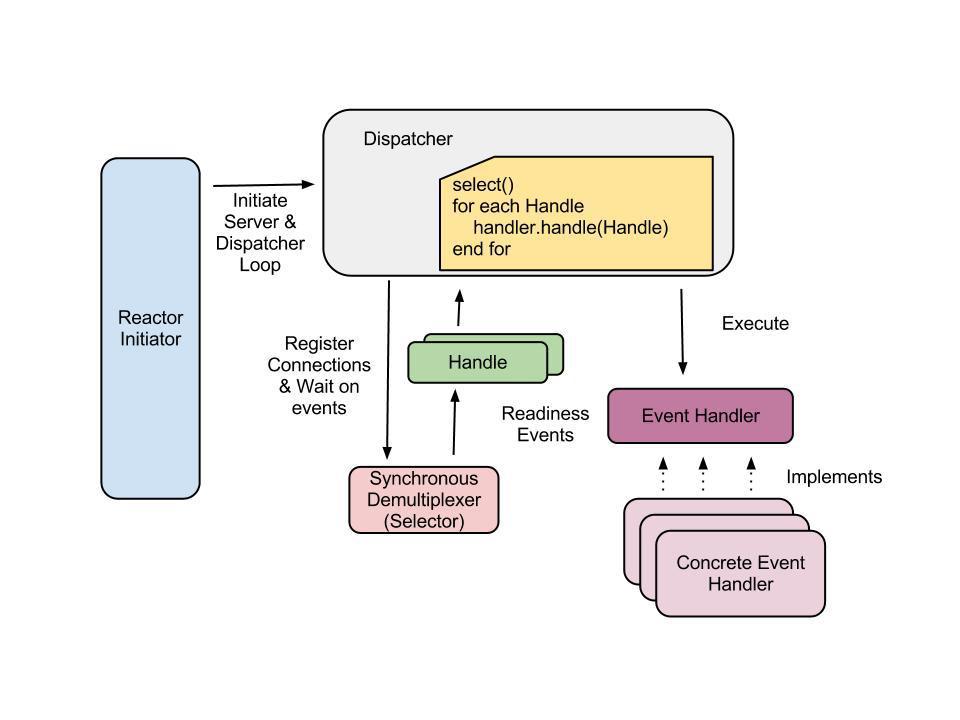 Dispatcher
select()
for each Handle
handler.handle(Handle)
end for
Initiate
Server &
Dispatcher
Loop
Reactor
Initiator
Register
Connections
& Wait on
events
Handle
Execute
Readiness
Events
Event Handler
Synchronous
Demultiplexer
(Selector)
Implements
Concrete Event
Handler